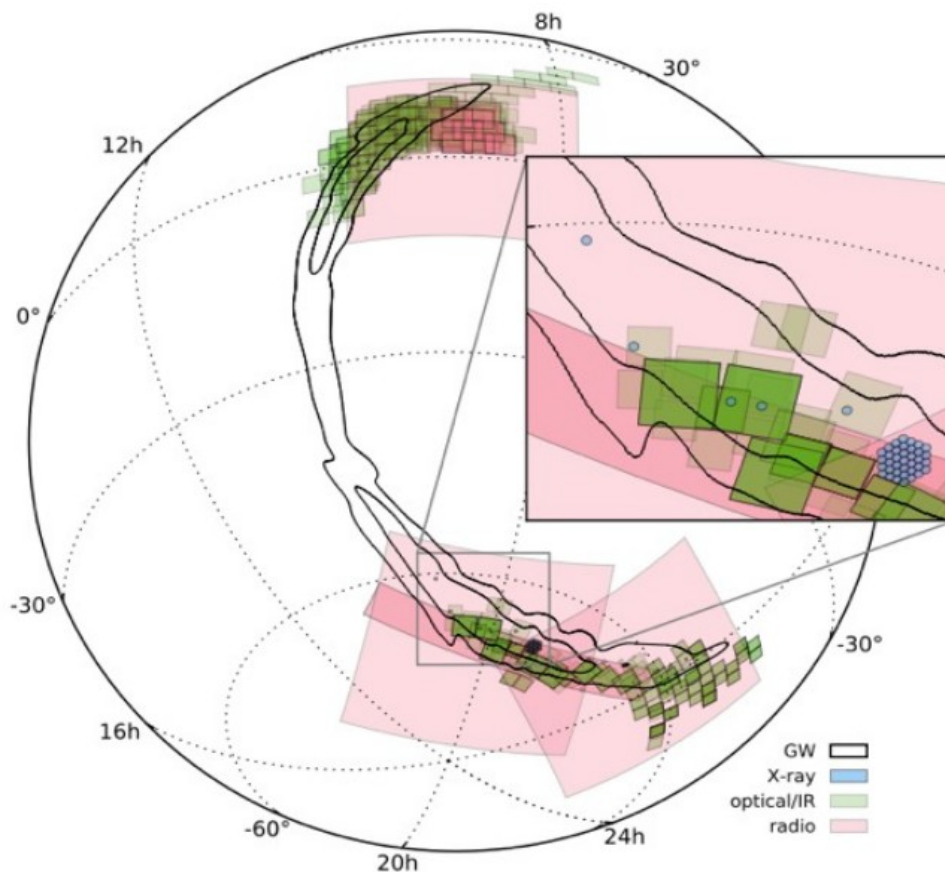 8h
30°
12h
0°
-30°
-30°
16h
GW
X-ray
optical/IR
radio
-60°
24h
20h